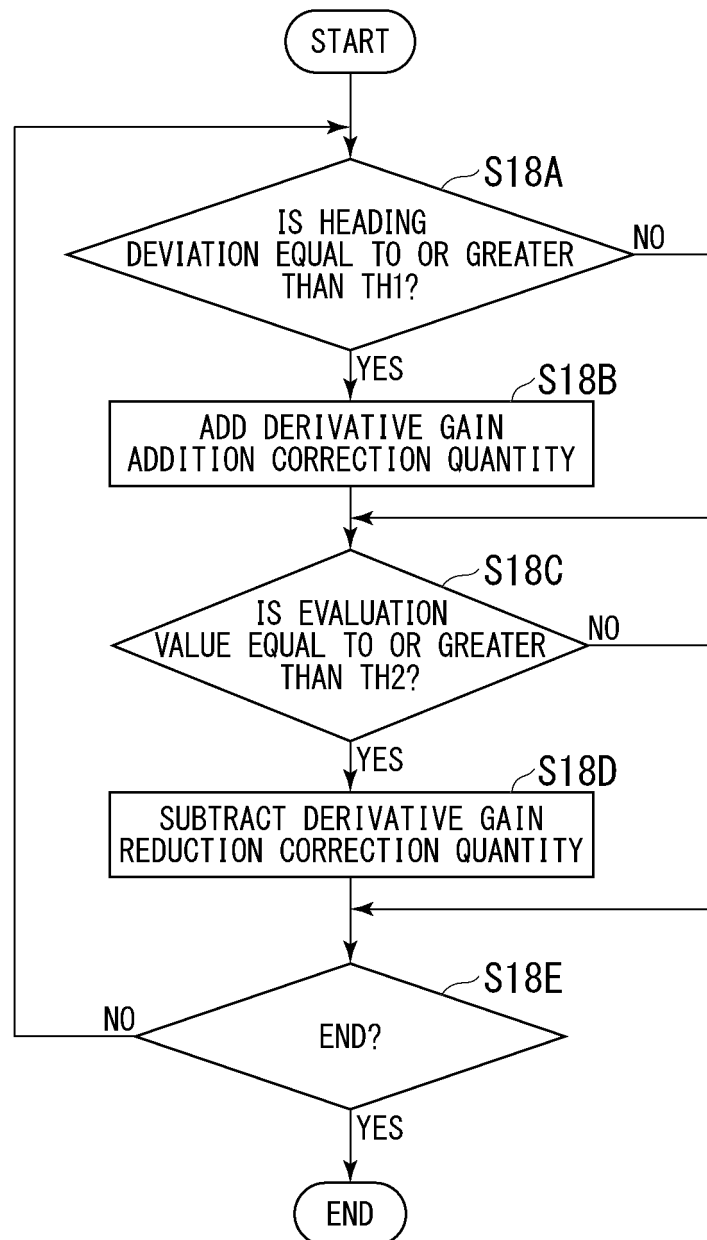 START
S18A
IS HEADING
DEVIATION EQUAL TO OR GREATER
THAN TH1?
NO
YES
S18B
ADD DERIVATIVE GAIN
ADDITION CORRECTION QUANTITY
S18C
IS EVALUATION
VALUE EQUAL TO OR GREATER
THAN TH2?
NO
YES
S18D
SUBTRACT DERIVATIVE GAIN
REDUCTION CORRECTION QUANTITY
S18E
NO
END?
YES
END